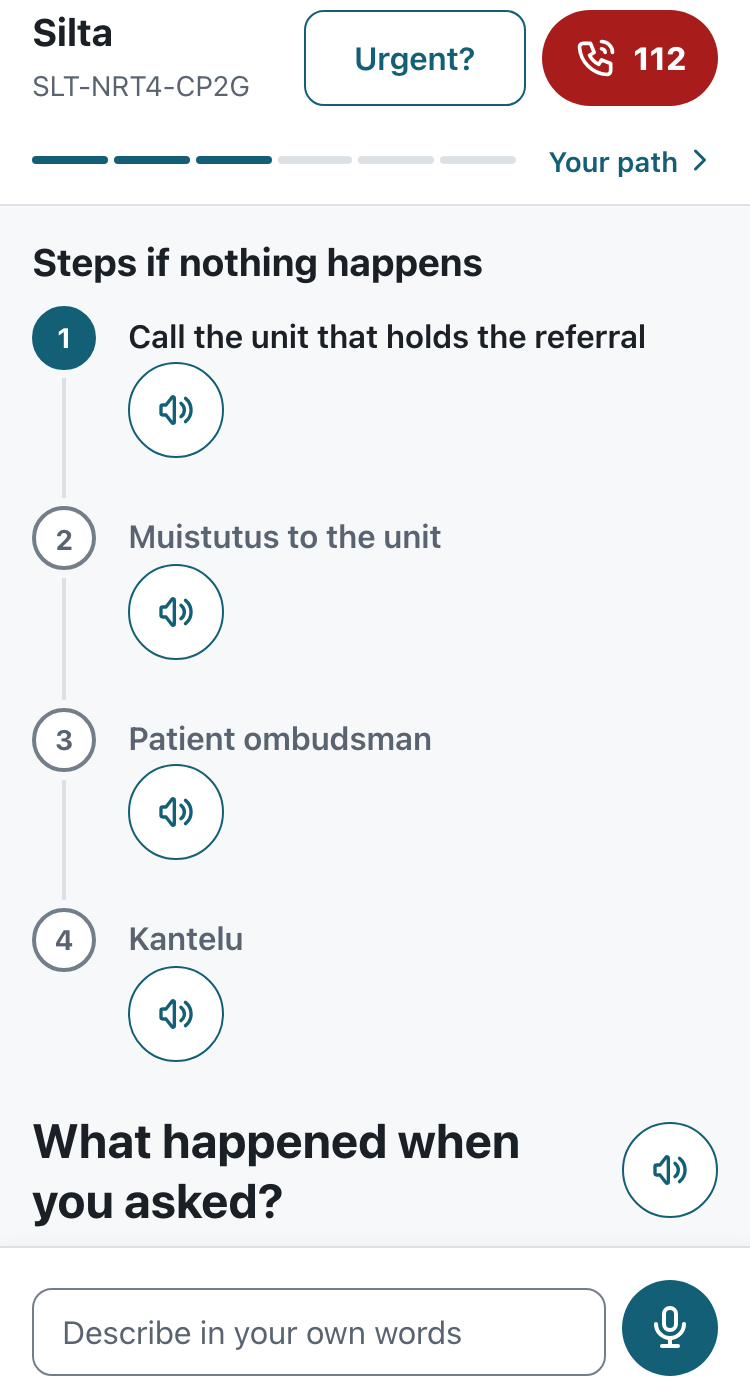 Silta
SLT-NRT4-CP2G
Urgent?
112
Your path
Steps if nothing happens
1
Call the unit that holds the referral
2
Muistutus to the unit
3
Patient ombudsman
4
Kantelu
What happened when
you asked?
Describe in your own words